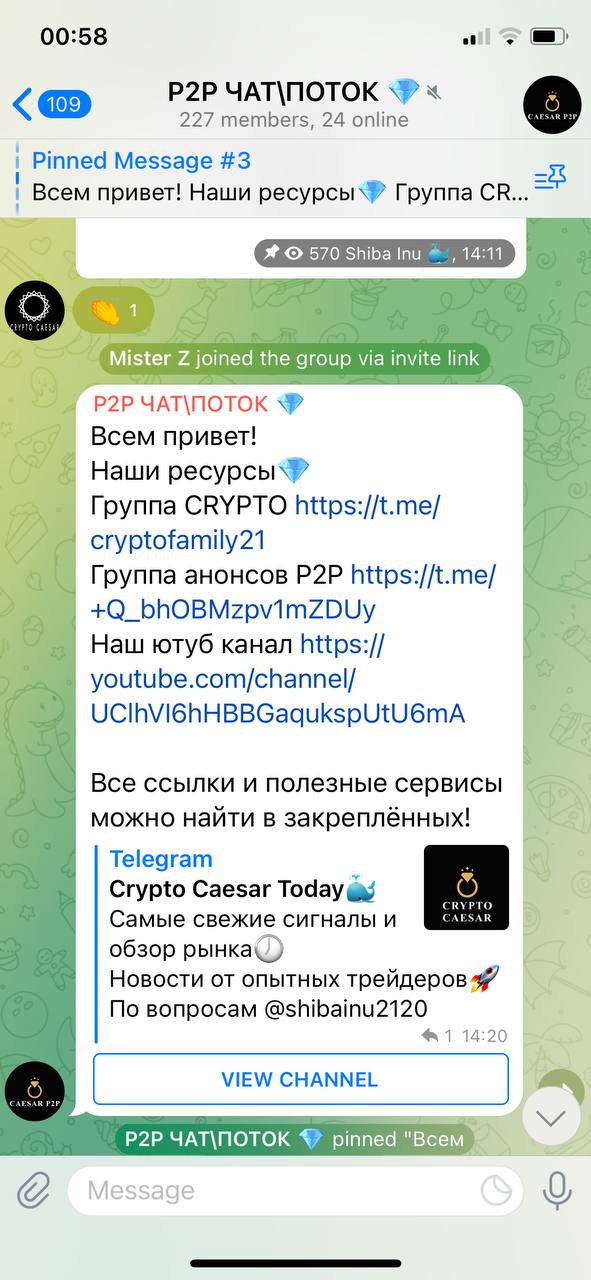 00:58
109
P2P ЧАТ\ПОТОК 💎
227 members, 24 online
CAESAR P2P
Pinned Message #3
Всем привет! Наши ресурсы💎 Группа CR...
570 Shiba Inu 🐳, 14:11
CRYPTO CAESAR
👏 1
Mister Z joined the group via invite link
P2P ЧАТ\ПОТОК 💎
Всем привет!
Наши ресурсы💎
Группа CRYPTO https://t.me/
cryptofamily21
Группа анонсов P2P https://t.me/
+Q_bhOBMzpv1mZDUy
Наш ютуб канал https://
youtube.com/channel/
UClhVI6hHBBGaqukspUtU6mA
Все ссылки и полезные сервисы
можно найти в закреплённых!
Telegram
Crypto Caesar Today🐳
Самые свежие сигналы и
обзор рынка🕖
Новости от опытных трейдеров🚀
По вопросам @shibainu2120
CRYPTO
CAESAR
1 14:20
VIEW CHANNEL
CAESAR P2P
P2P ЧАТ\ПОТОК 💎 pinned "Всем
Message